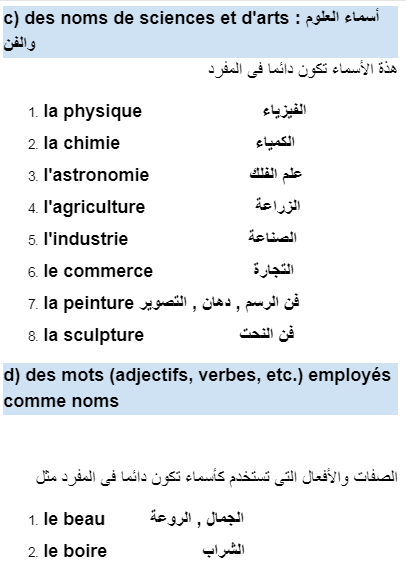 c) des noms de sciences et d'arts : أسماء العلوم
والفن
هذة الأسماء تكون دائما فى المفرد
1. la physique الفيزياء
2. la chimie الكمياء
3. l'astronomie علم الفلك
4. l'agriculture الزراعة
5. l'industrie الصناعة
6. le commerce التجارة
7. la peinture فن الرسم , دهان , التصوير
8. la sculpture فن النحت
d) des mots (adjectifs, verbes, etc.) employés
comme noms
الصفات والأفعال التى تستخدم كأسماء تكون دائما فى المفرد مثل
1. le beau الجمال , الروعة
2. le boire الشراب